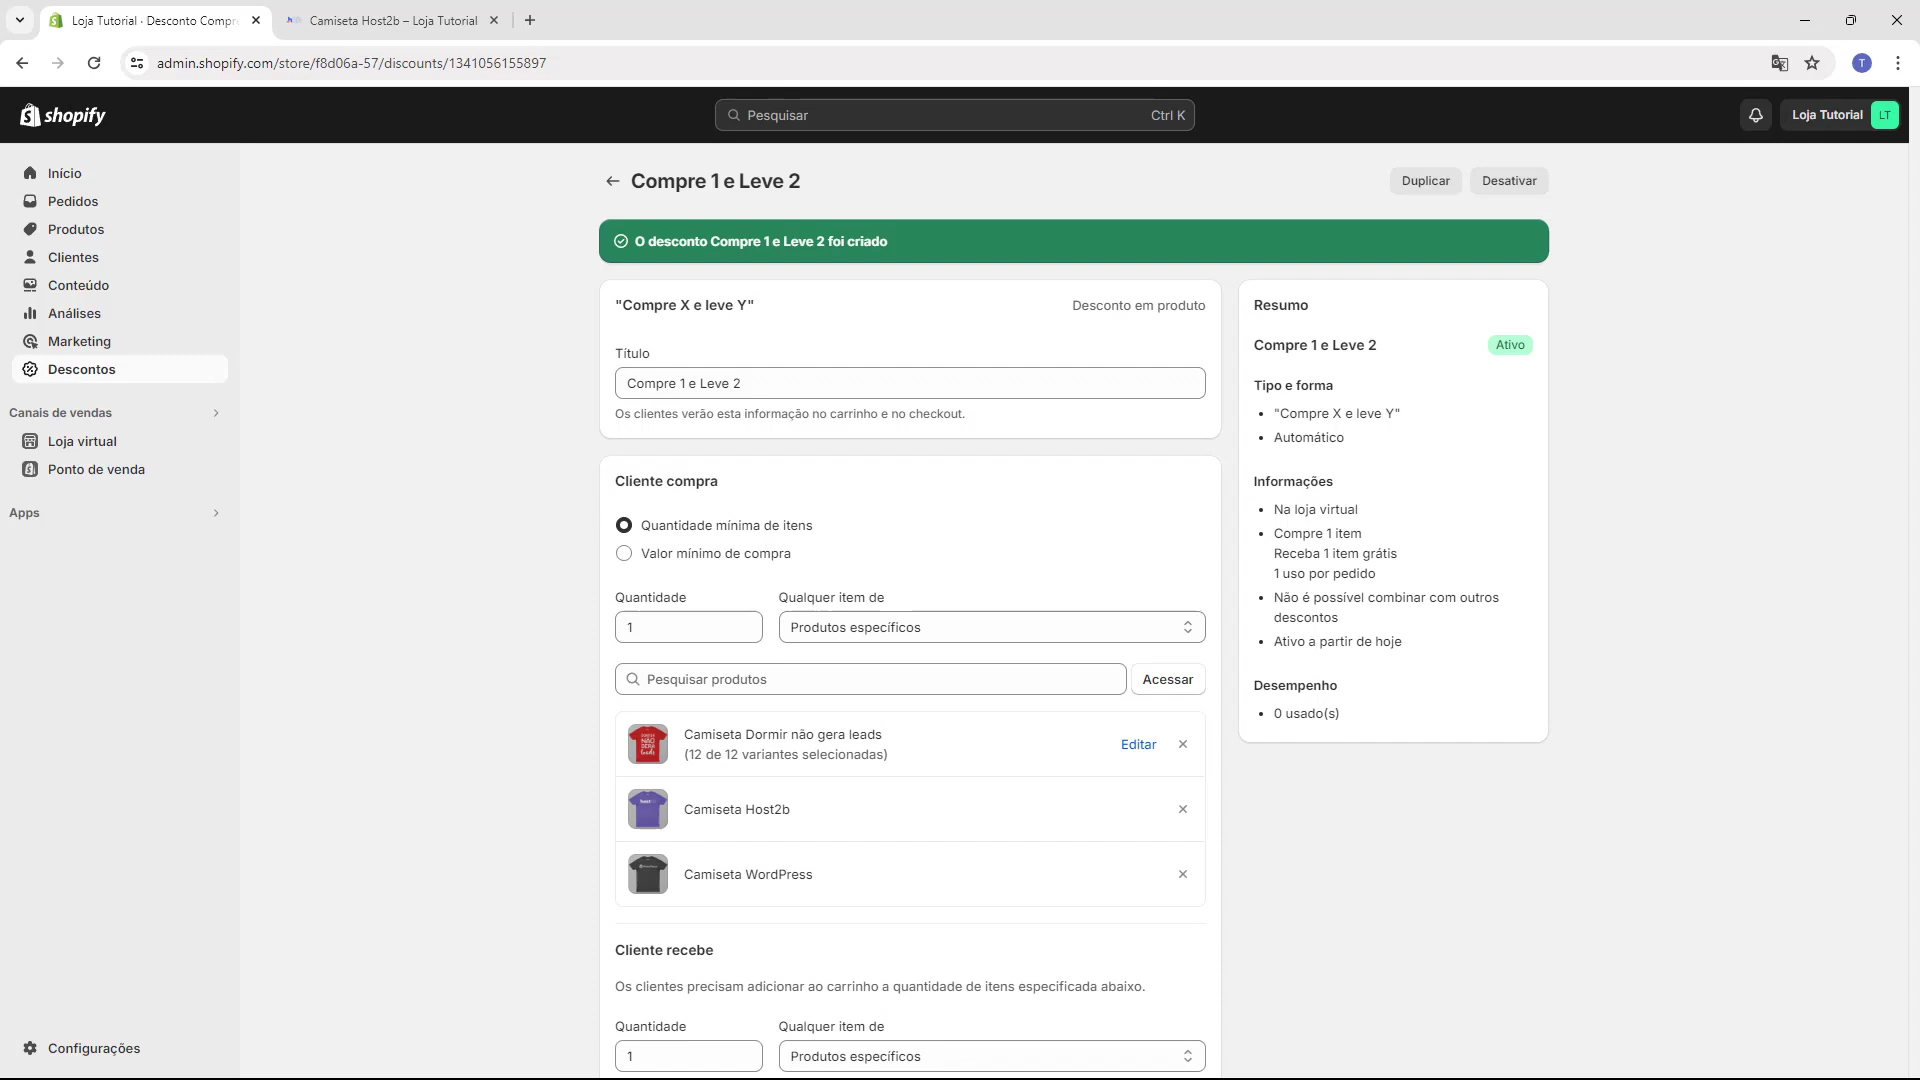 Loja Tutorial · Desconto Compr
Camiseta Host2b – Loja Tutorial
admin.shopify.com/store/f8d06a-57/discounts/1341056155897
T
shopify
Pesquisar
Ctrl K
Loja Tutorial
LT
Início
Pedidos
Produtos
Clientes
Conteúdo
Análises
Marketing
Descontos
Canais de vendas
Loja virtual
Ponto de venda
Apps
Configurações
Compre 1 e Leve 2
Duplicar
Desativar
O desconto Compre 1 e Leve 2 foi criado
"Compre X e leve Y"
Desconto em produto
Título
Compre 1 e Leve 2
Os clientes verão esta informação no carrinho e no checkout.
Cliente compra
Quantidade mínima de itens
Valor mínimo de compra
Quantidade
Qualquer item de
1
Produtos específicos
Pesquisar produtos
Acessar
Camiseta Dormir não gera leads
(12 de 12 variantes selecionadas)
Editar
Camiseta Host2b
Camiseta WordPress
Cliente recebe
Os clientes precisam adicionar ao carrinho a quantidade de itens especificada abaixo.
Quantidade
Qualquer item de
1
Produtos específicos
Resumo
Compre 1 e Leve 2
Ativo
Tipo e forma
"Compre X e leve Y"
Automático
Informações
Na loja virtual
Compre 1 item
Receba 1 item grátis
1 uso por pedido
Não é possível combinar com outros
descontos
Ativo a partir de hoje
Desempenho
0 usado(s)